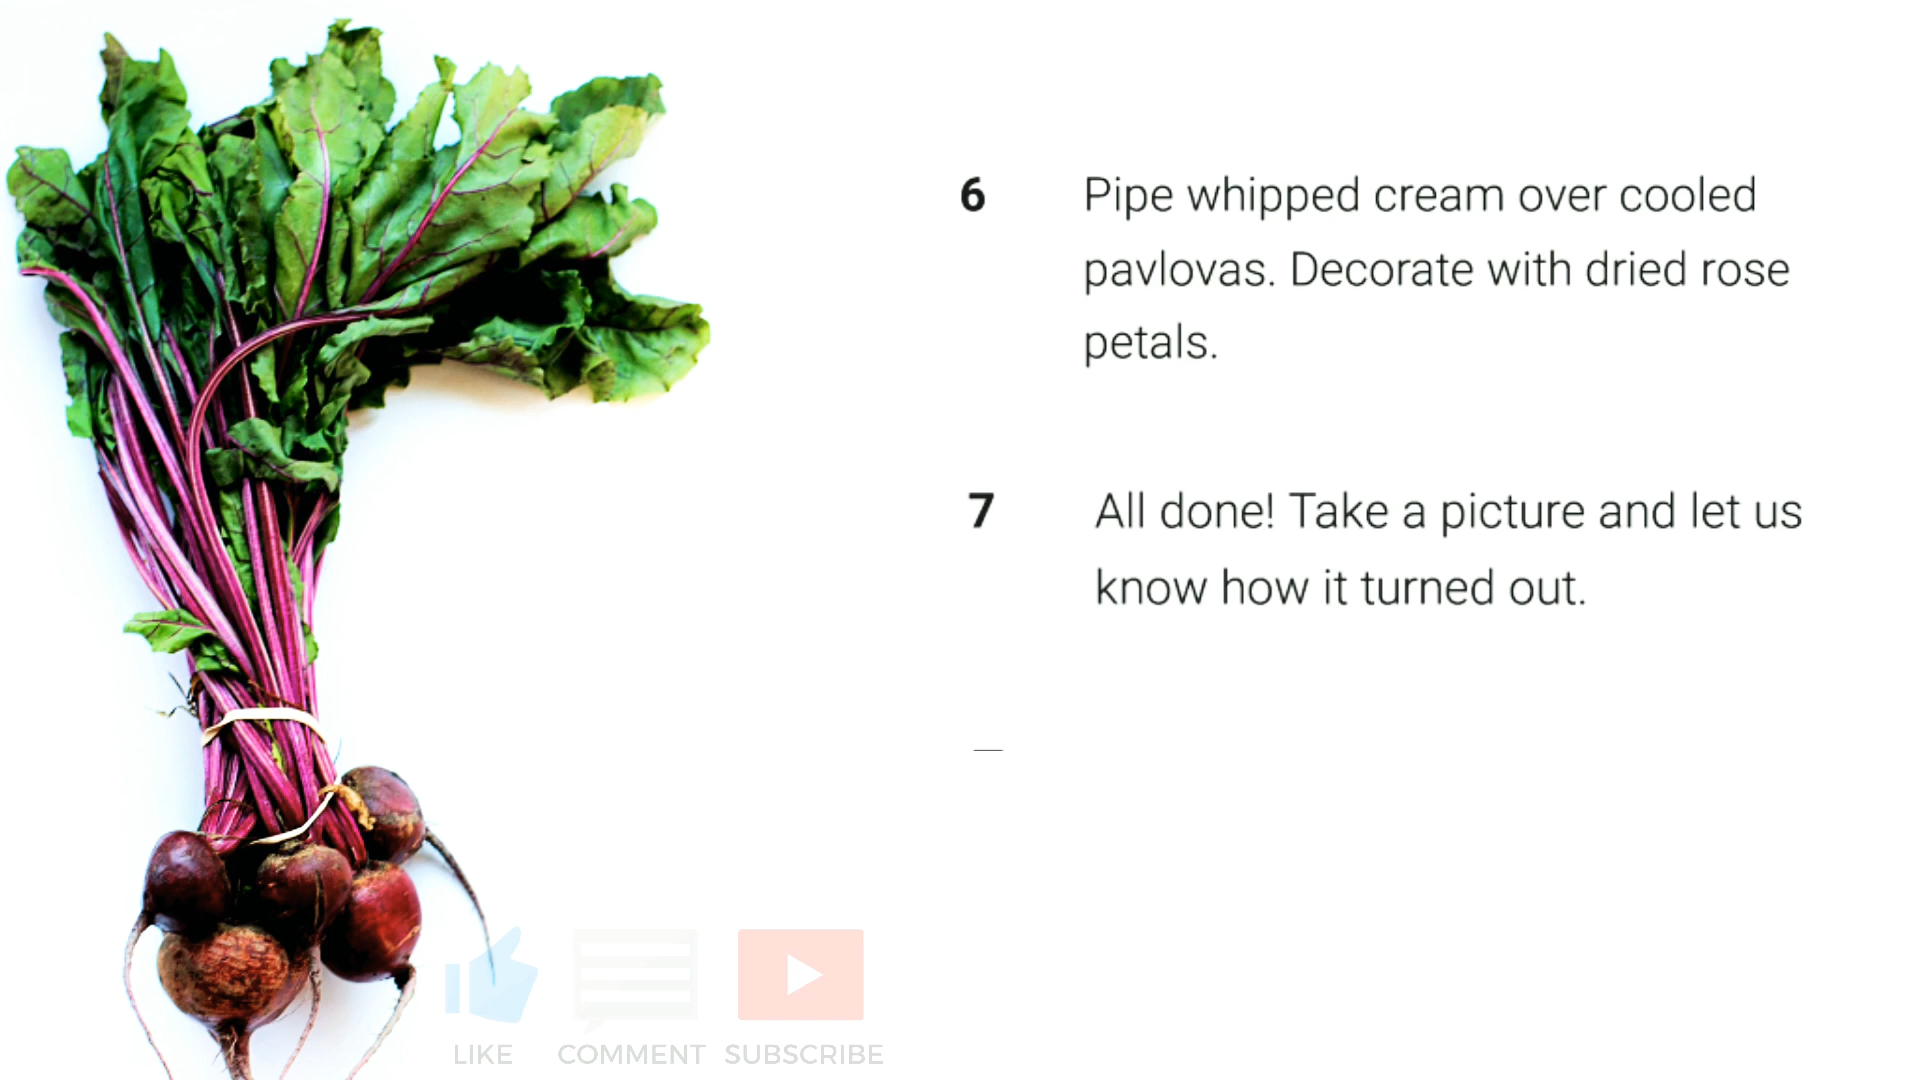 6 Pipe whipped cream over cooled
pavlovas. Decorate with dried rose
petals.
7 All done! Take a picture and let us
know how it turned out.
LIKE COMMENT SUBSCRIBE